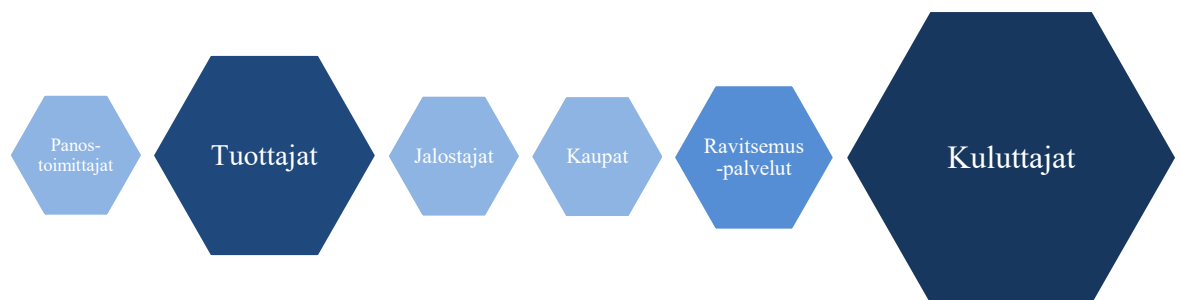 Panos-
toimittajat
Tuottajat
Jalostajat
Kaupat
Ravitsemus
-palvelut
Kuluttajat